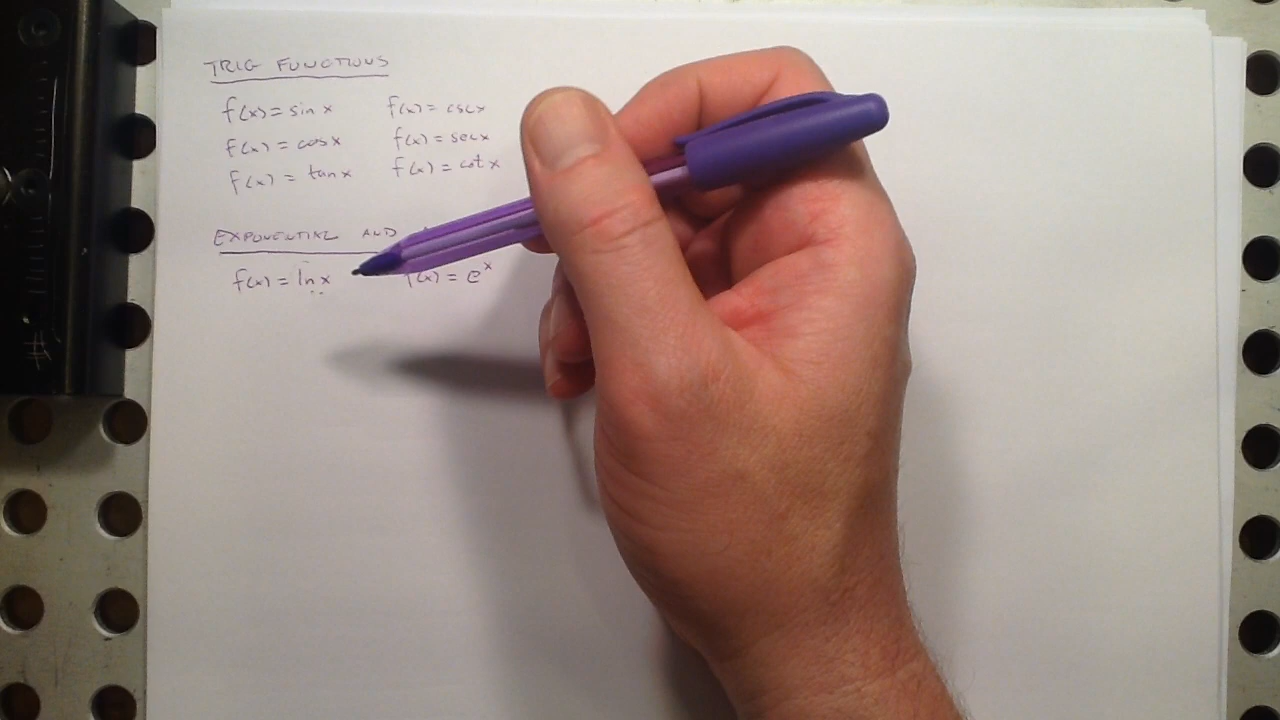 TRIG FUNCTIONS
f(x) = sin x f(x) = csc x
f(x) = cos x f(x) = sec x
f(x) = tan x f(x) = cot x
EXPONENTIAL AND
f(x) = ln x f(x) = e^x